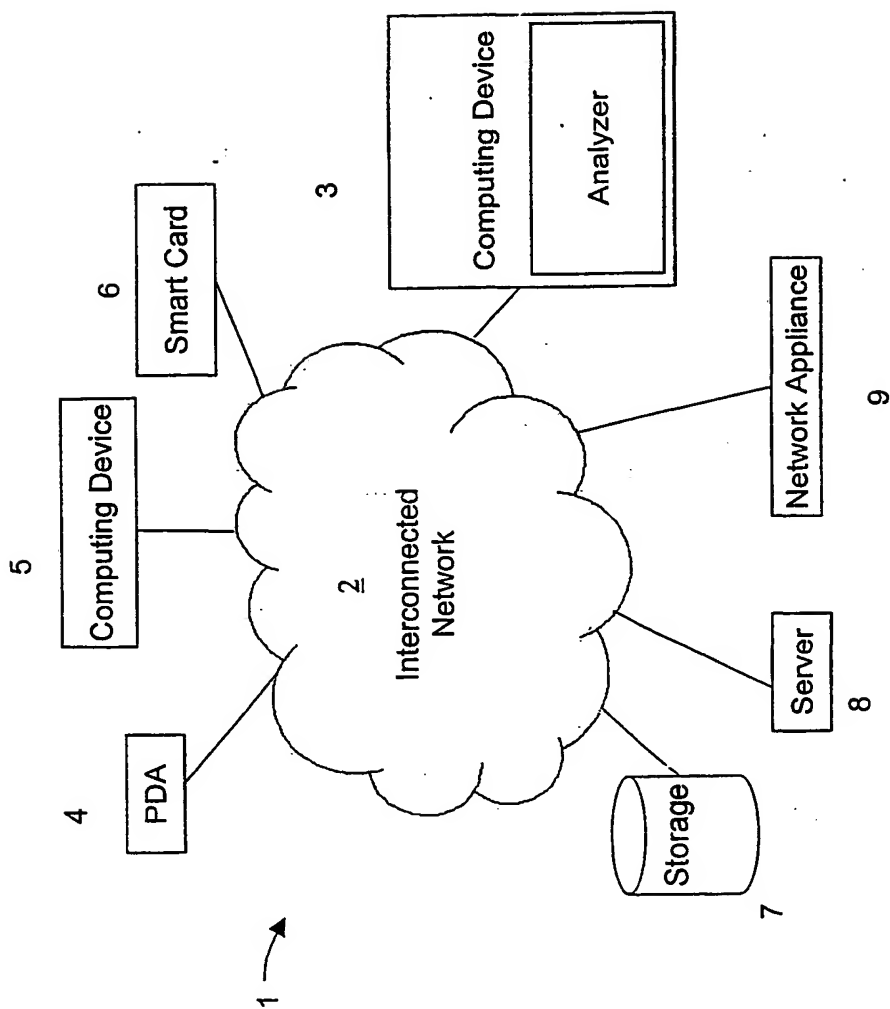 1
4
PDA
5
Computing Device
6
Smart Card
3
Computing Device
Analyzer
2
Interconnected
Network
7
Storage
8
Server
9
Network Appliance